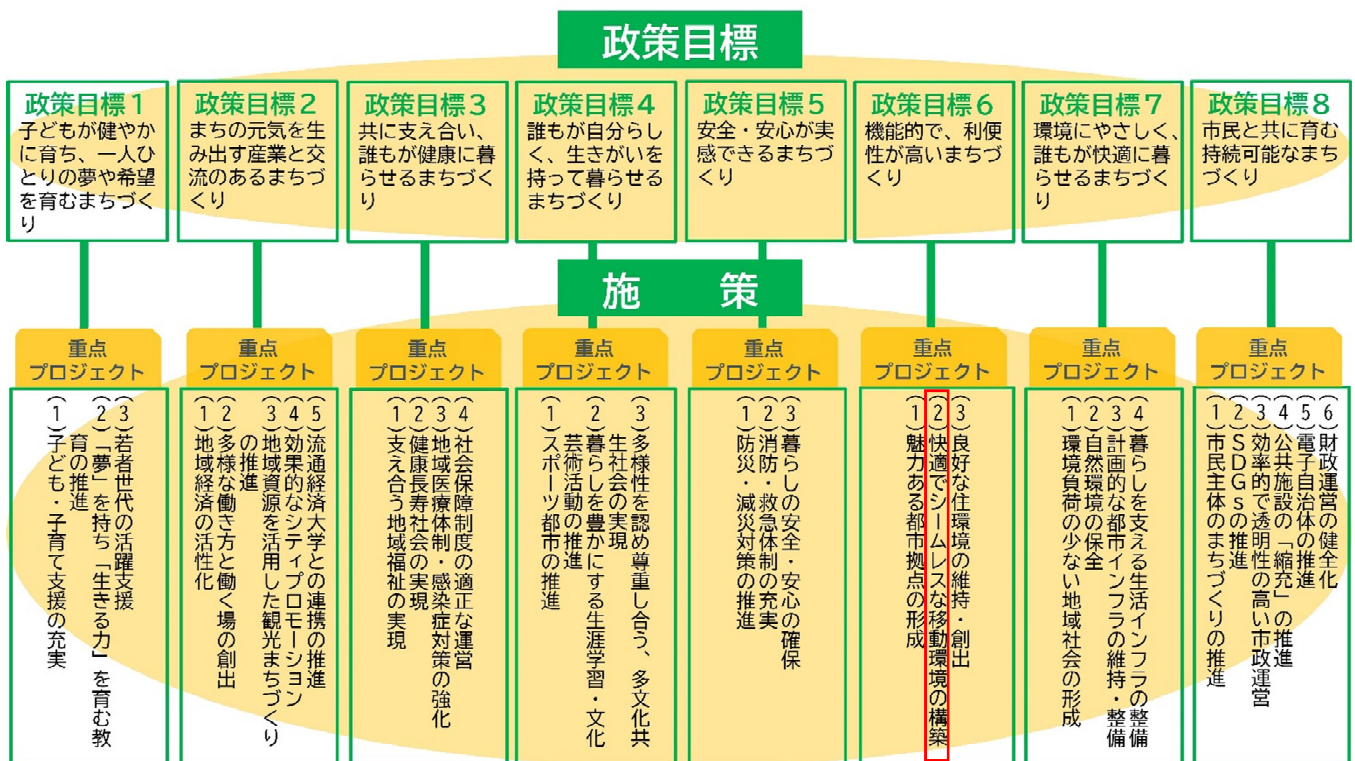 政策目標
政策目標1
子どもが健やか
に育ち、一人ひ
とりの夢や希望
を育むまちづく
り
政策目標2
まちの元気を生
み出す産業と交
流のあるまちづ
くり
政策目標3
共に支え合い、
誰もが健康に暮
らせるまちづく
り
政策目標4
誰もが自分らし
く、生きがいを
持って暮らせる
まちづくり
政策目標5
安全・安心が実
感できるまちづ
くり
政策目標6
機能的で、利便
性が高いまちづ
くり
政策目標7
環境にやさしく、
誰もが快適に暮
らせるまちづく
り
政策目標8
市民と共に育む
持続可能なまち
づくり
施 策
重点
プロジェクト
(1)子ども・子育て支援の充実
(2)「夢」を持ち「生きる力」を育む教
育の推進
(3)若者世代の活躍支援
重点
プロジェクト
(1)地域経済の活性化
(2)多様な働き方と働く場の創出
(3)地域資源を活用した観光まちづくり
の推進
(4)効果的なシティプロモーション
(5)流通経済大学との連携の推進
重点
プロジェクト
(1)支え合う地域福祉の実現
(2)健康長寿社会の実現
(3)地域医療体制・感染症対策の強化
(4)社会保障制度の適正な運営
重点
プロジェクト
(1)スポーツ都市の推進
(2)暮らしを豊かにする生涯学習・文化
芸術活動の推進
(3)多様性を認め尊重し合う、多文化共
生社会の実現
重点
プロジェクト
(1)防災・減災対策の推進
(2)消防・救急体制の充実
(3)暮らしの安全・安心の確保
重点
プロジェクト
(1)魅力ある都市拠点の形成
(2)快適でシームレスな移動環境の構築
(3)良好な住環境の維持・創出
重点
プロジェクト
(1)環境負荷の少ない地域社会の形成
(2)自然環境の保全
(3)計画的な都市インフラの維持・整備
(4)暮らしを支える生活インフラの整備
重点
プロジェクト
(1)市民主体のまちづくりの推進
(2)SDGsの推進
(3)効率的で透明性の高い市政運営
(4)公共施設の「縮充」の推進
(5)電子自治体の推進
(6)財政運営の健全化